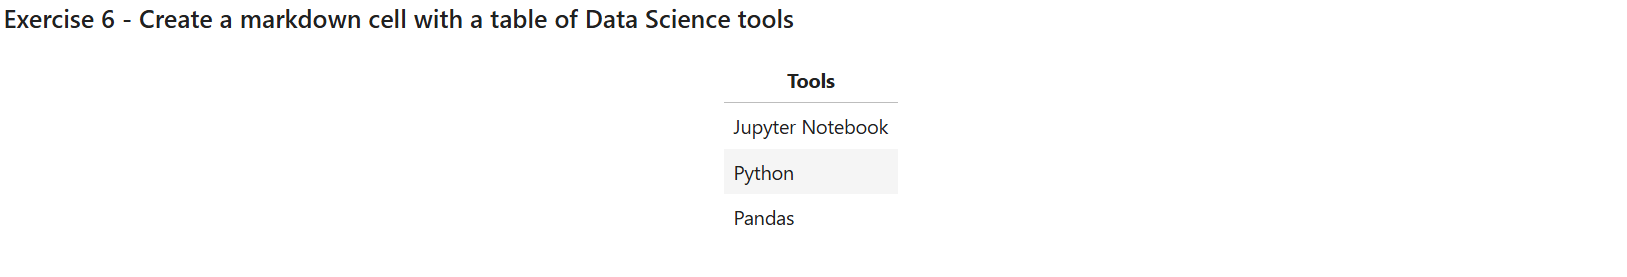 Exercise 6 - Create a markdown cell with a table of Data Science tools
Tools
Jupyter Notebook
Python
Pandas